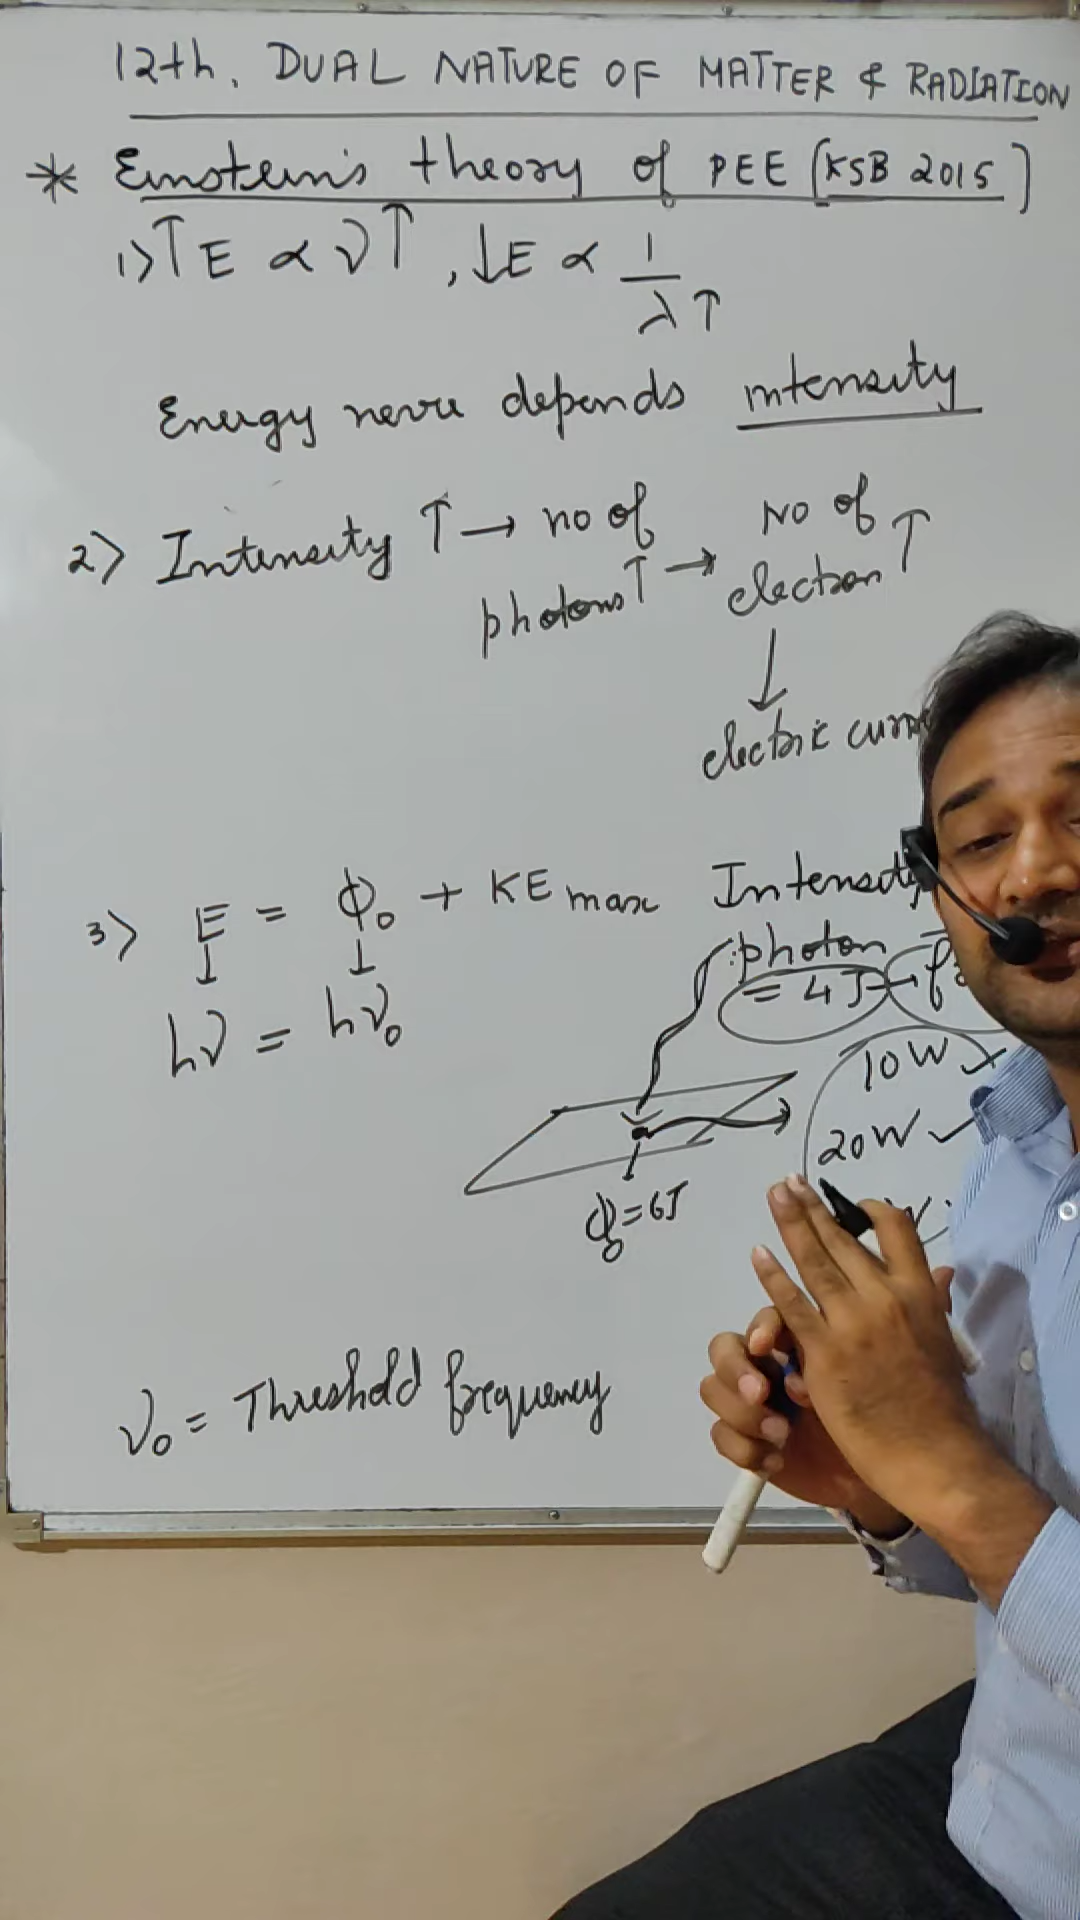 12th. DUAL NATURE OF MATTER & RADIATION
* Einstein's theory of PEE [KSB 2015]
1) ↑E ∝ ν↑, ↓E ∝ 1/λ↑
Energy never depends intensity
2) Intensity ↑ → no of photons↑ → No of electron ↑
↓
electric
3) E = ϕ₀ + KE max
hν = hν₀
Intensity
photon
= 4J
10W ✓
20W ✓
ϕ₀ = 6J
ν₀ = Threshold frequency